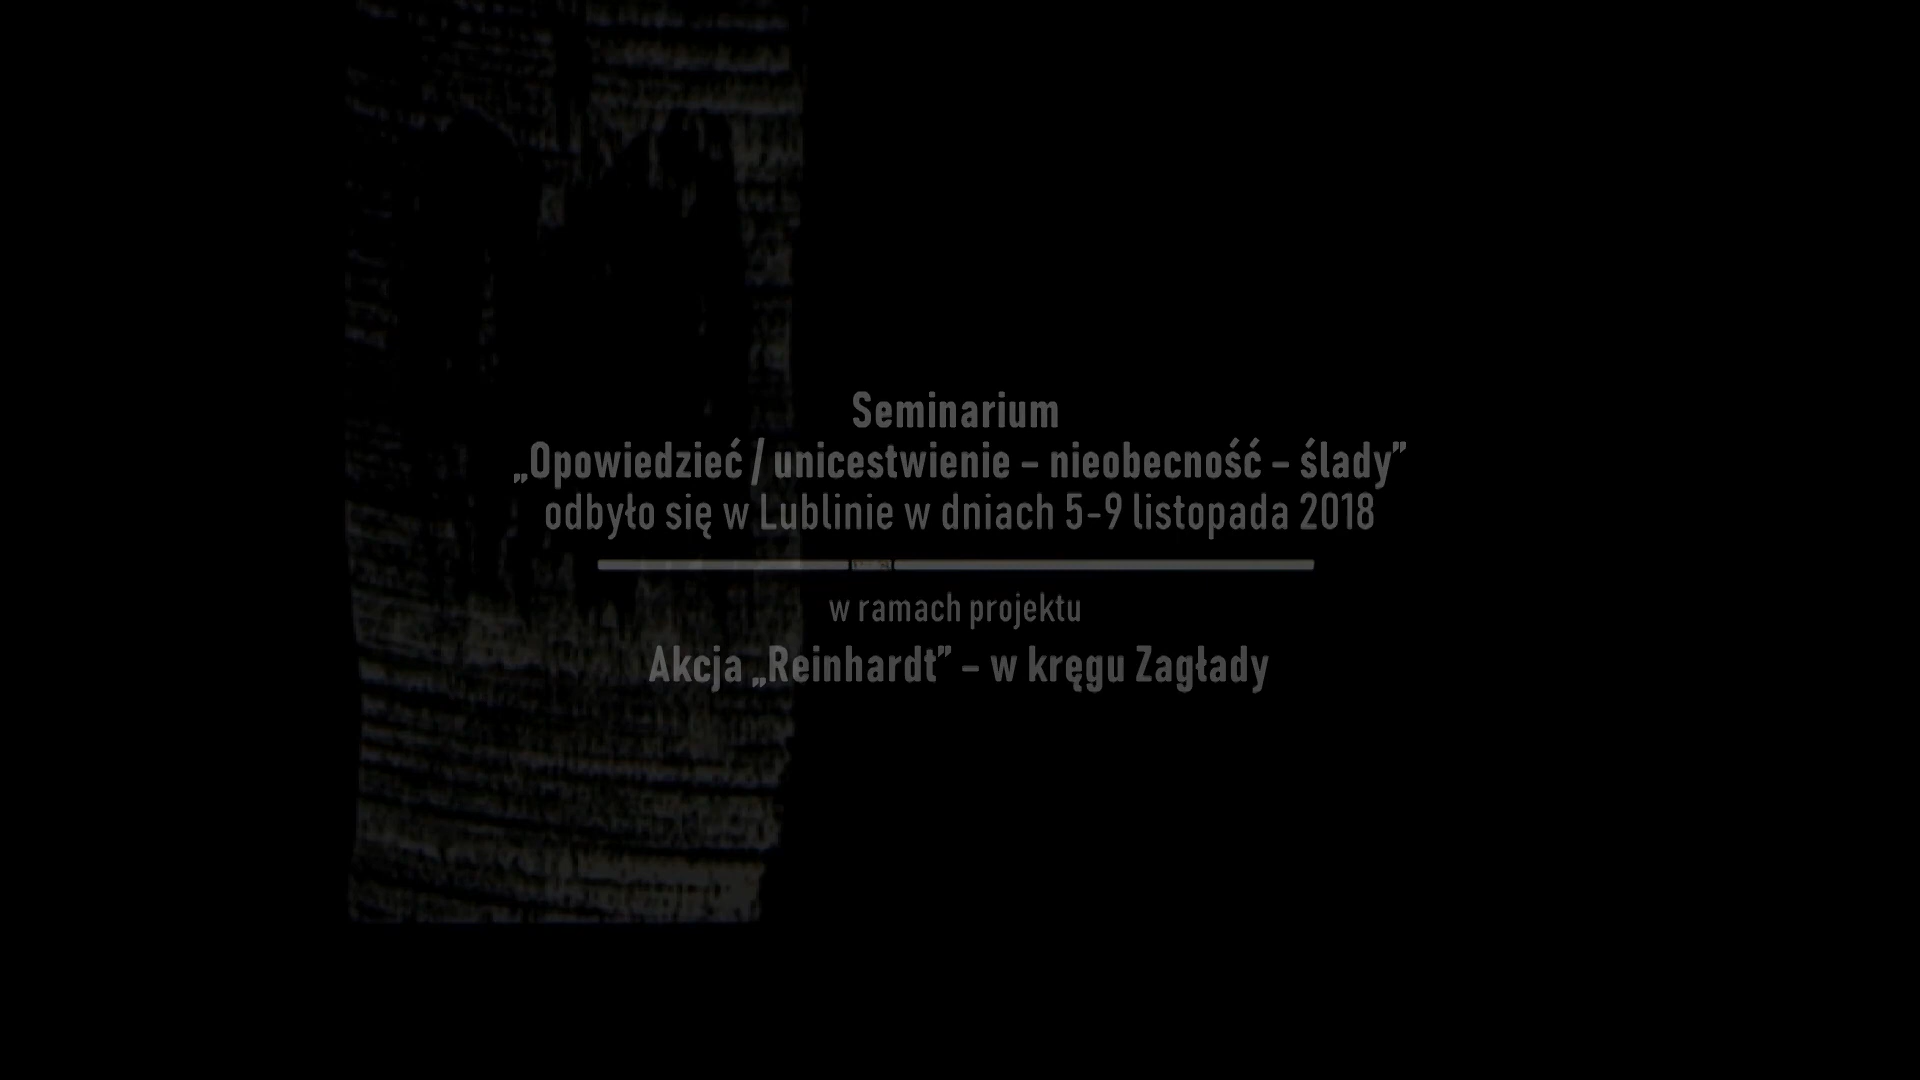 Seminarium
„Opowiedzieć / unicestwienie – nieobecność – ślady”
odbyło się w Lublinie w dniach 5-9 listopada 2018
w ramach projektu
Akcja „Reinhardt” – w kręgu Zagłady